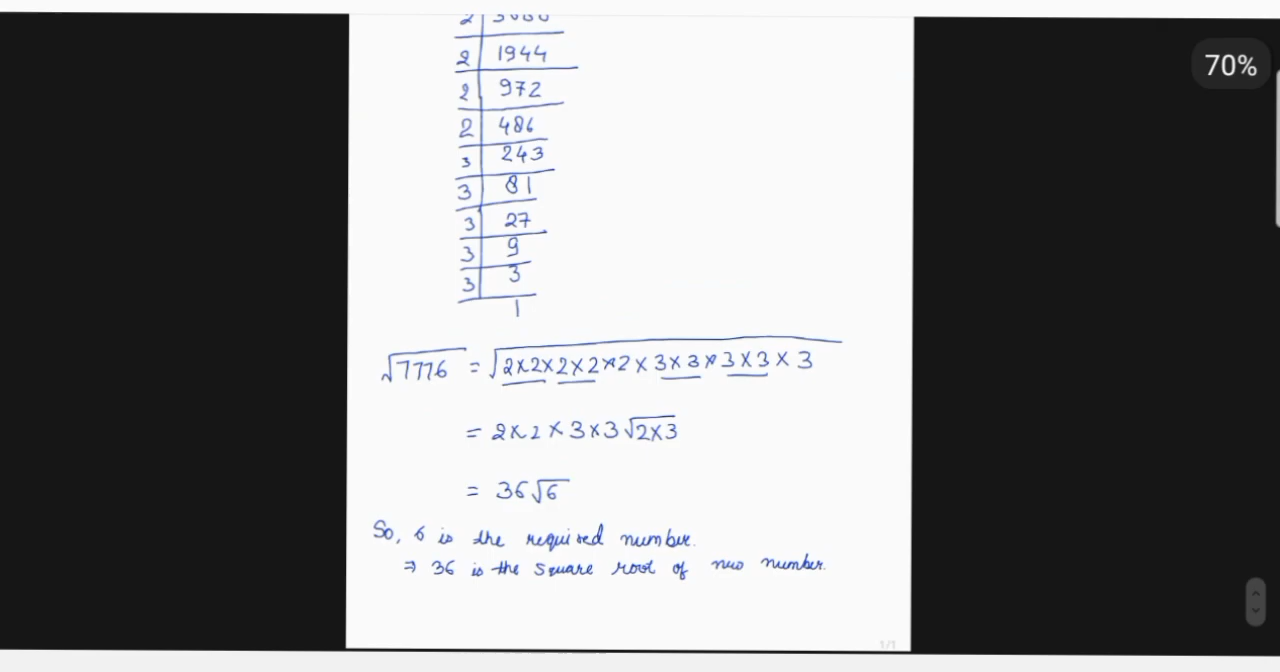 70%
2 | 3888
2 | 1944
2 | 972
2 | 486
3 | 243
3 | 81
3 | 27
3 | 9
3 | 3
1
√7776 = √2×2×2×2×2×3×3×3×3×3
= 2×2×3×3√2×3
= 36√6
So, 6 is the required number.
⇒ 36 is the square root of new number.
1/1